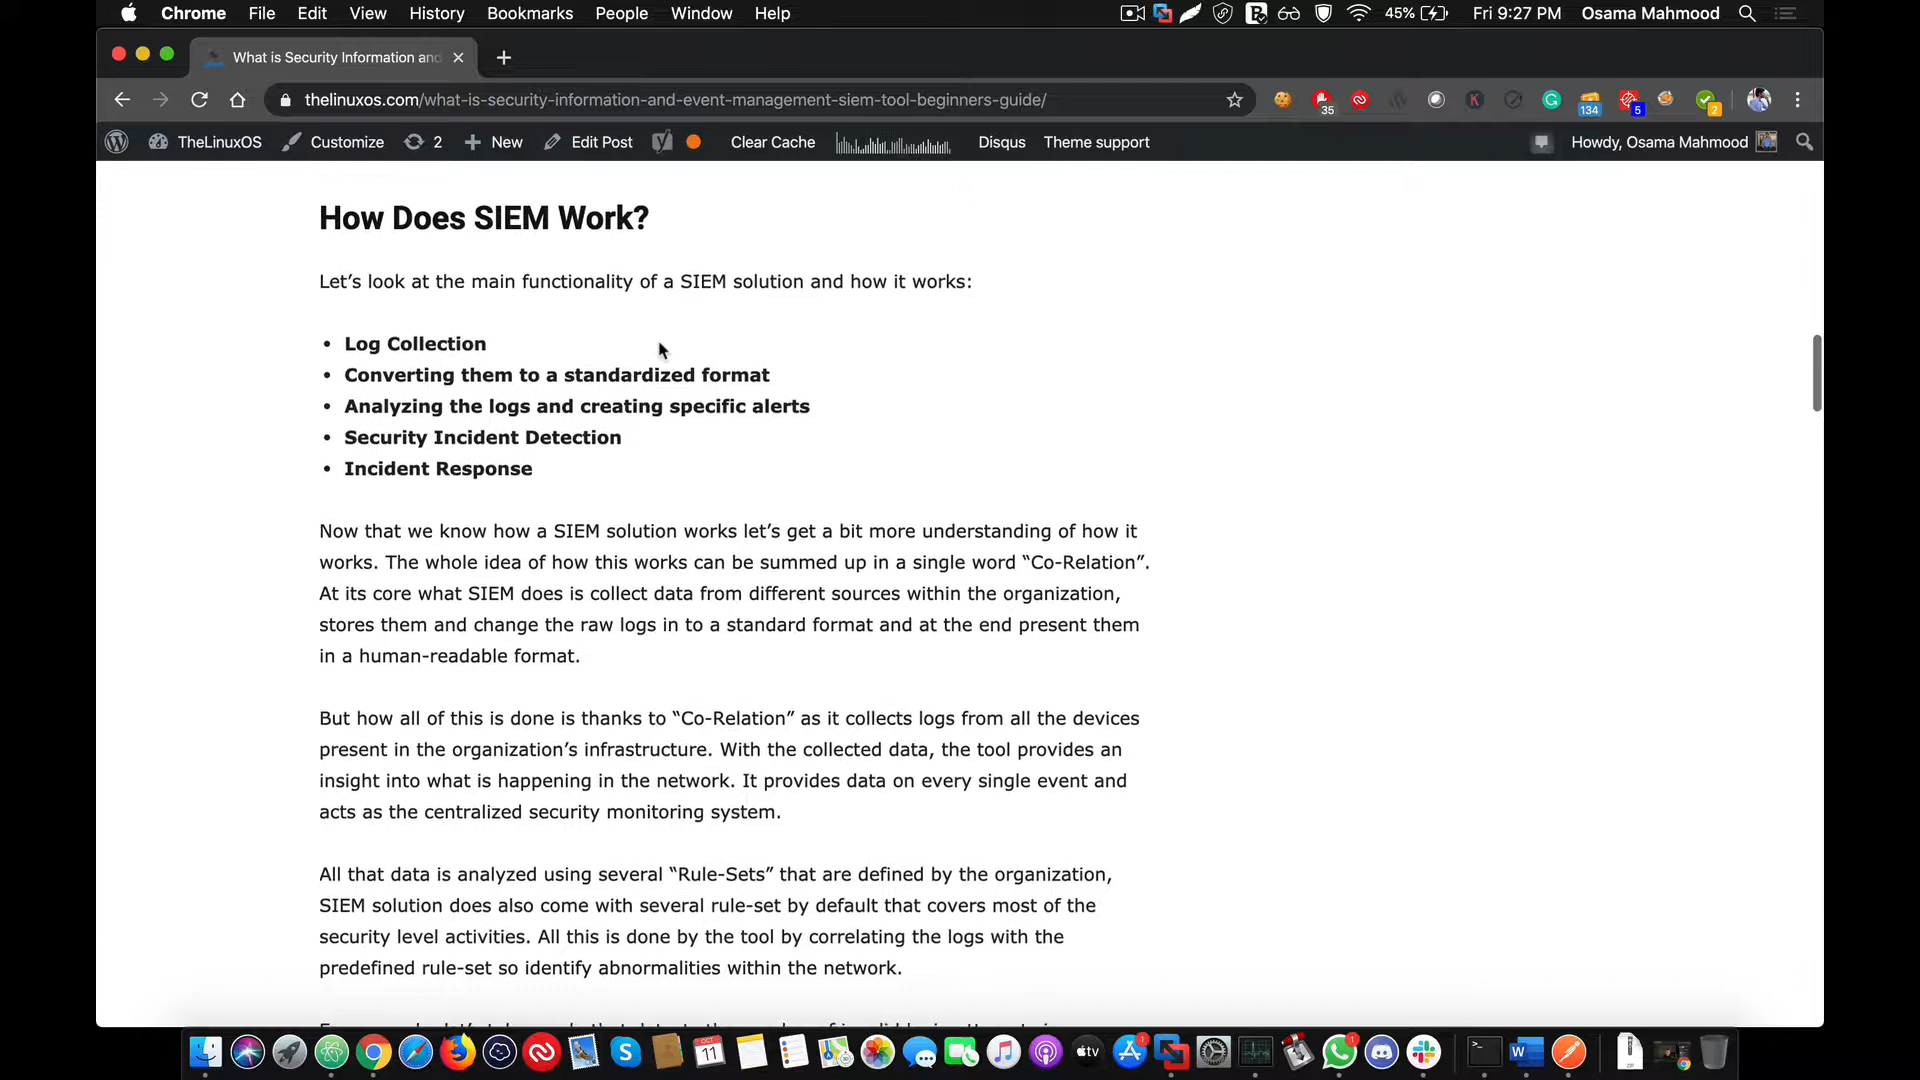 Chrome File Edit View History Bookmarks People Window Help 45% Fri 9:27 PM Osama Mahmood
What is Security Information and
thelinuxos.com/what-is-security-information-and-event-management-siem-tool-beginners-guide/ 35 134 5 2
TheLinuxOS Customize 2 New Edit Post Clear Cache Disqus Theme support Howdy, Osama Mahmood
How Does SIEM Work?
Let’s look at the main functionality of a SIEM solution and how it works:
• Log Collection
• Converting them to a standardized format
• Analyzing the logs and creating specific alerts
• Security Incident Detection
• Incident Response
Now that we know how a SIEM solution works let’s get a bit more understanding of how it
works. The whole idea of how this works can be summed up in a single word “Co-Relation”.
At its core what SIEM does is collect data from different sources within the organization,
stores them and change the raw logs in to a standard format and at the end present them
in a human-readable format.
But how all of this is done is thanks to “Co-Relation” as it collects logs from all the devices
present in the organization’s infrastructure. With the collected data, the tool provides an
insight into what is happening in the network. It provides data on every single event and
acts as the centralized security monitoring system.
All that data is analyzed using several “Rule-Sets” that are defined by the organization,
SIEM solution does also come with several rule-set by default that covers most of the
security level activities. All this is done by the tool by correlating the logs with the
predefined rule-set so identify abnormalities within the network.
OCT 11 tv 1 1